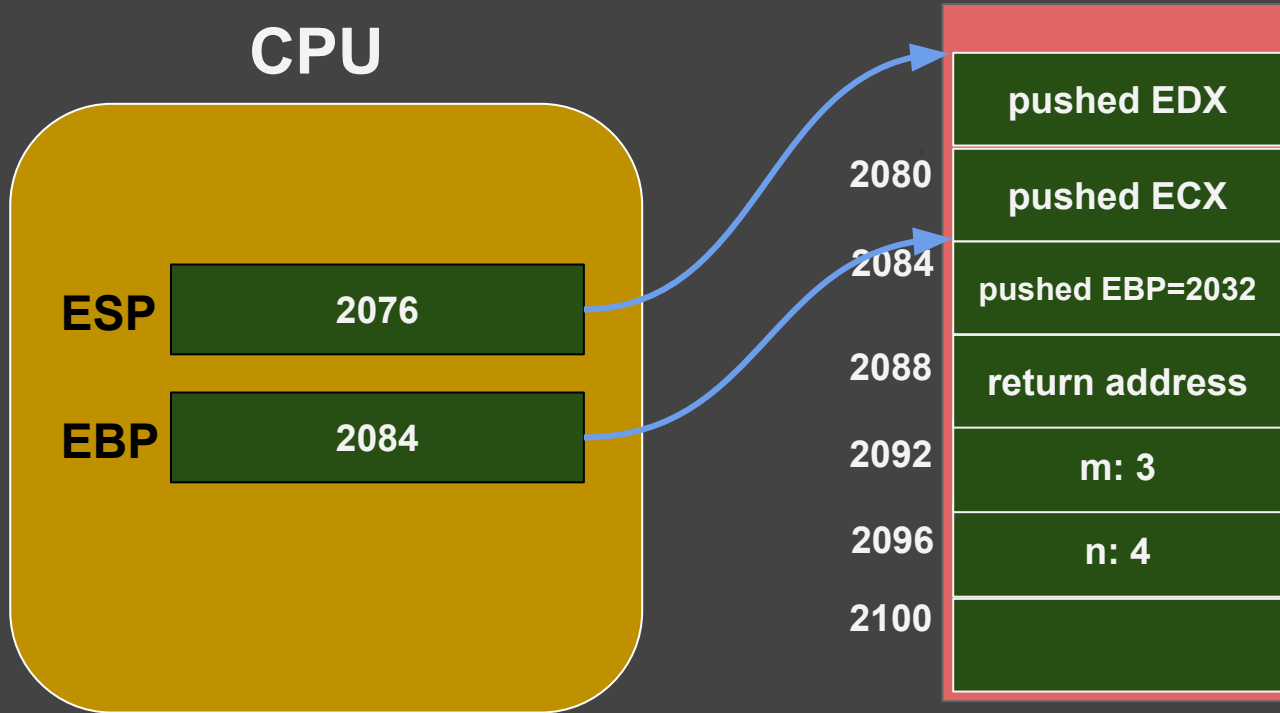 CPU
ESP
2076
EBP
2084
2080
2084
2088
2092
2096
2100
pushed EDX
pushed ECX
pushed EBP=2032
return address
m: 3
n: 4